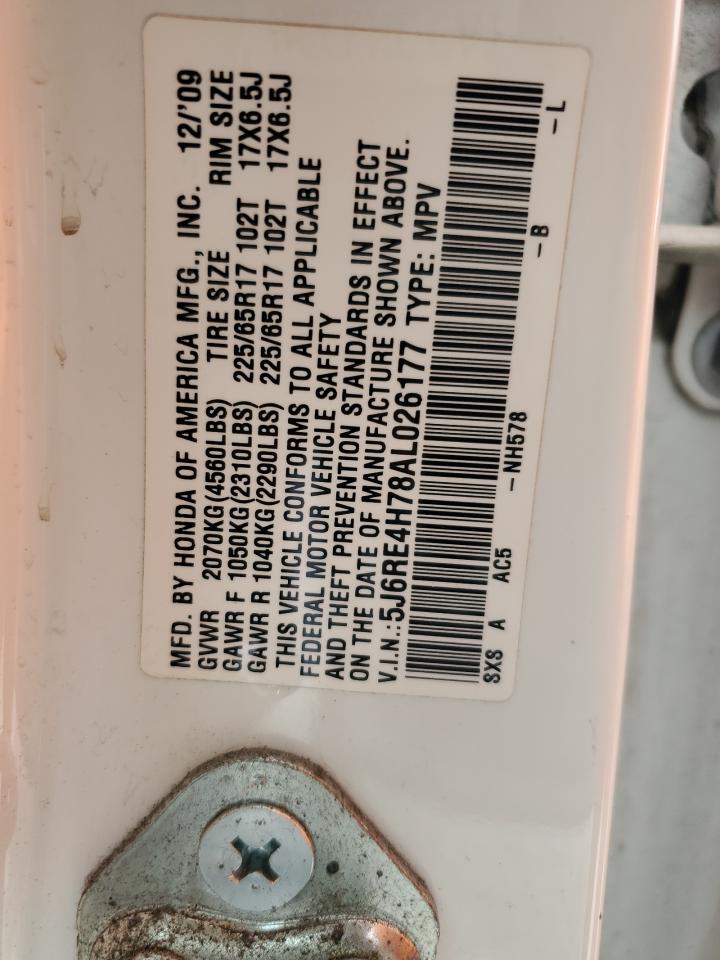 MFD. BY HONDA OF AMERICA MFG., INC. 12/'09
GVWR 2070KG(4560LBS) TIRE SIZE RIM SIZE
GAWR F 1050KG(2310LBS) 225/65R17 102T 17X6.5J
GAWR R 1040KG(2290LBS) 225/65R17 102T 17X6.5J
THIS VEHICLE CONFORMS TO ALL APPLICABLE
FEDERAL MOTOR VEHICLE SAFETY
AND THEFT PREVENTION STANDARDS IN EFFECT
ON THE DATE OF MANUFACTURE SHOWN ABOVE.
V.I.N.:5J6RE4H78AL026177 TYPE: MPV
SXS A AC5 -NH578 -B -L